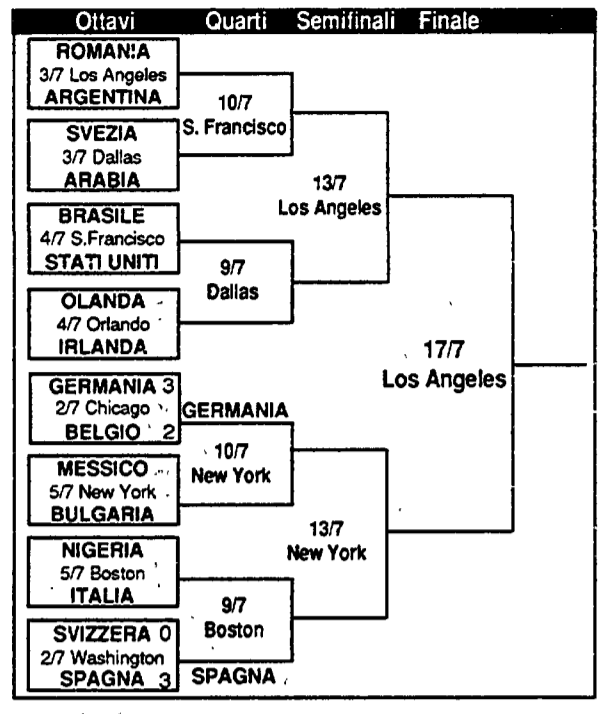 Ottavi Quarti Semifinali Finale
ROMANIA
3/7 Los Angeles
ARGENTINA
10/7
S. Francisco
SVEZIA
3/7 Dallas
ARABIA
13/7
Los Angeles
BRASILE
4/7 S.Francisco
STATI UNITI
9/7
Dallas
OLANDA
4/7 Orlando
IRLANDA
17/7
Los Angeles
GERMANIA 3
2/7 Chicago
BELGIO 2
GERMANIA
10/7
New York
MESSICO
5/7 New York
BULGARIA
13/7
New York
NIGERIA
5/7 Boston
ITALIA
9/7
Boston
SVIZZERA 0
2/7 Washington
SPAGNA 3
SPAGNA